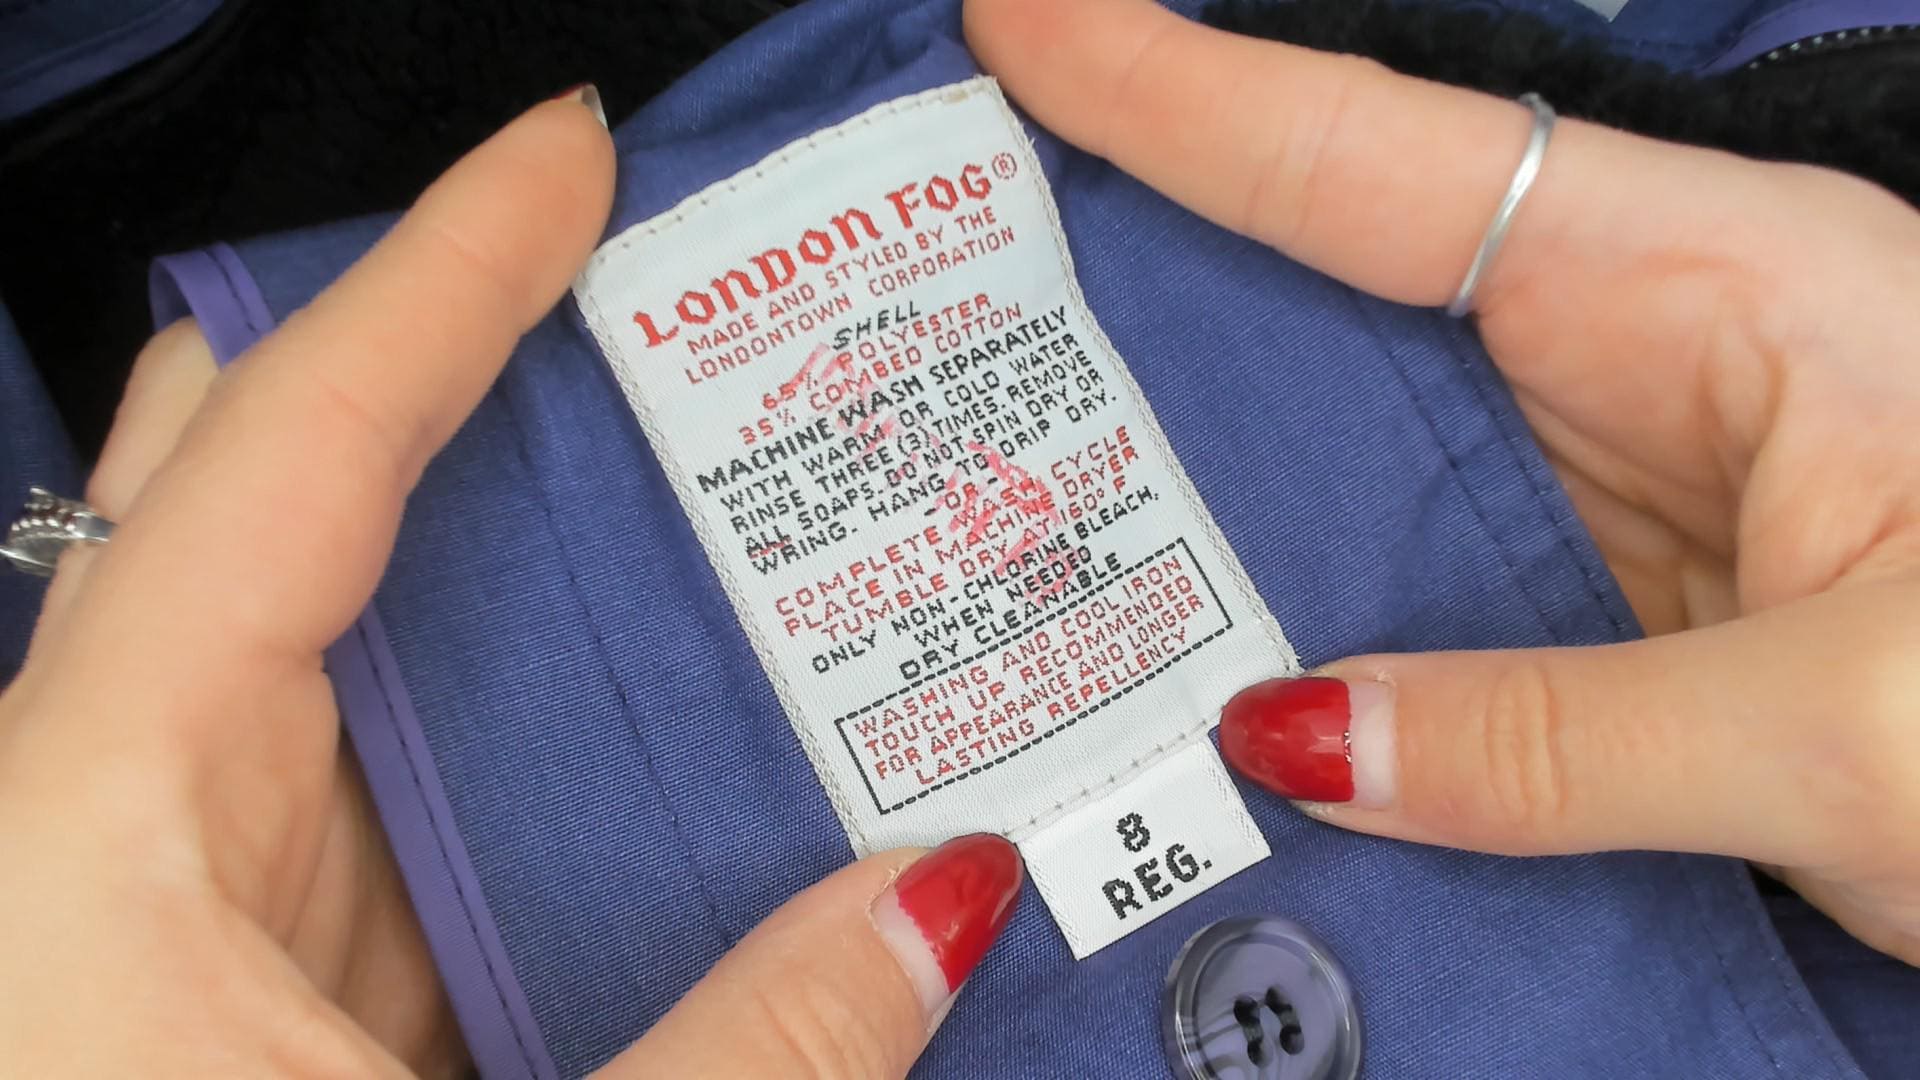 LONDON FOG®
MADE AND STYLED BY THE
LONDONTOWN CORPORATION
SHELL
65% POLYESTER
35% COMBED COTTON
MACHINE WASH SEPARATELY
WITH WARM OR COLD WATER
RINSE THREE (3) TIMES. REMOVE
ALL SOAPS. DO NOT SPIN DRY OR
WRING. HANG TO DRIP DRY.
-OR-
COMPLETE WASH CYCLE
PLACE IN MACHINE DRYER
TUMBLE DRY AT 160° F
ONLY NON-CHLORINE BLEACH,
WHEN NEEDED
DRY CLEANABLE
WASHING AND COOL IRON
TOUCH UP RECOMMENDED
FOR APPEARANCE AND LONGER
LASTING REPELLENCY
8
REG.